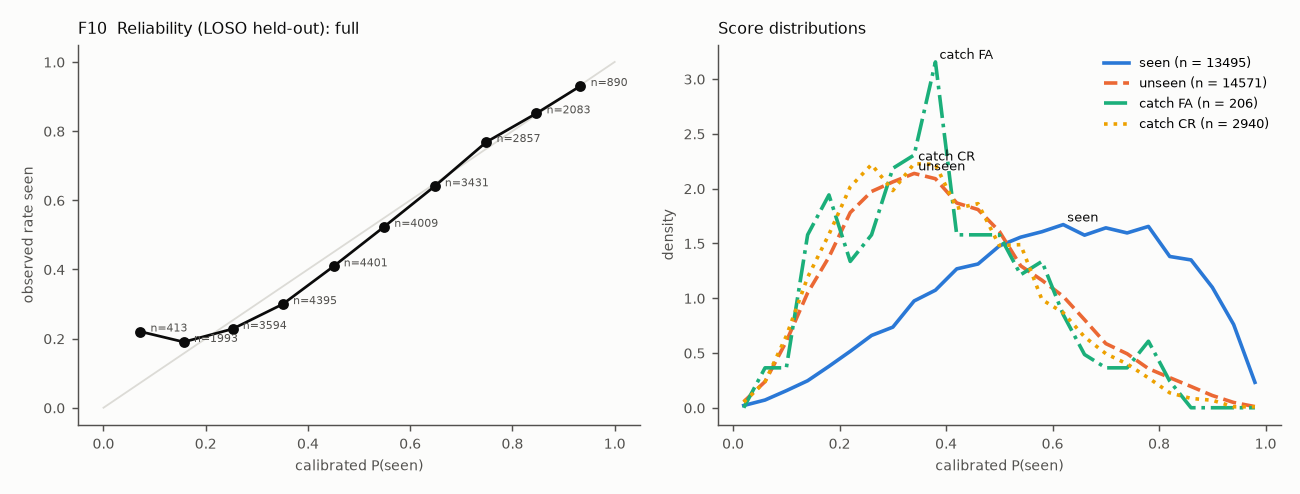 F10  Reliability (LOSO held-out): full
observed rate seen
1.0
0.8
0.6
0.4
0.2
0.0
n=413
n=1993
n=3594
n=4395
n=4401
n=4009
n=3431
n=2857
n=2083
n=890
0.0
0.2
0.4
0.6
0.8
1.0
calibrated P(seen)
Score distributions
density
3.0
2.5
2.0
1.5
1.0
0.5
0.0
catch FA
catch CR
unseen
seen
seen (n = 13495)
unseen (n = 14571)
catch FA (n = 206)
catch CR (n = 2940)
0.0
0.2
0.4
0.6
0.8
1.0
calibrated P(seen)